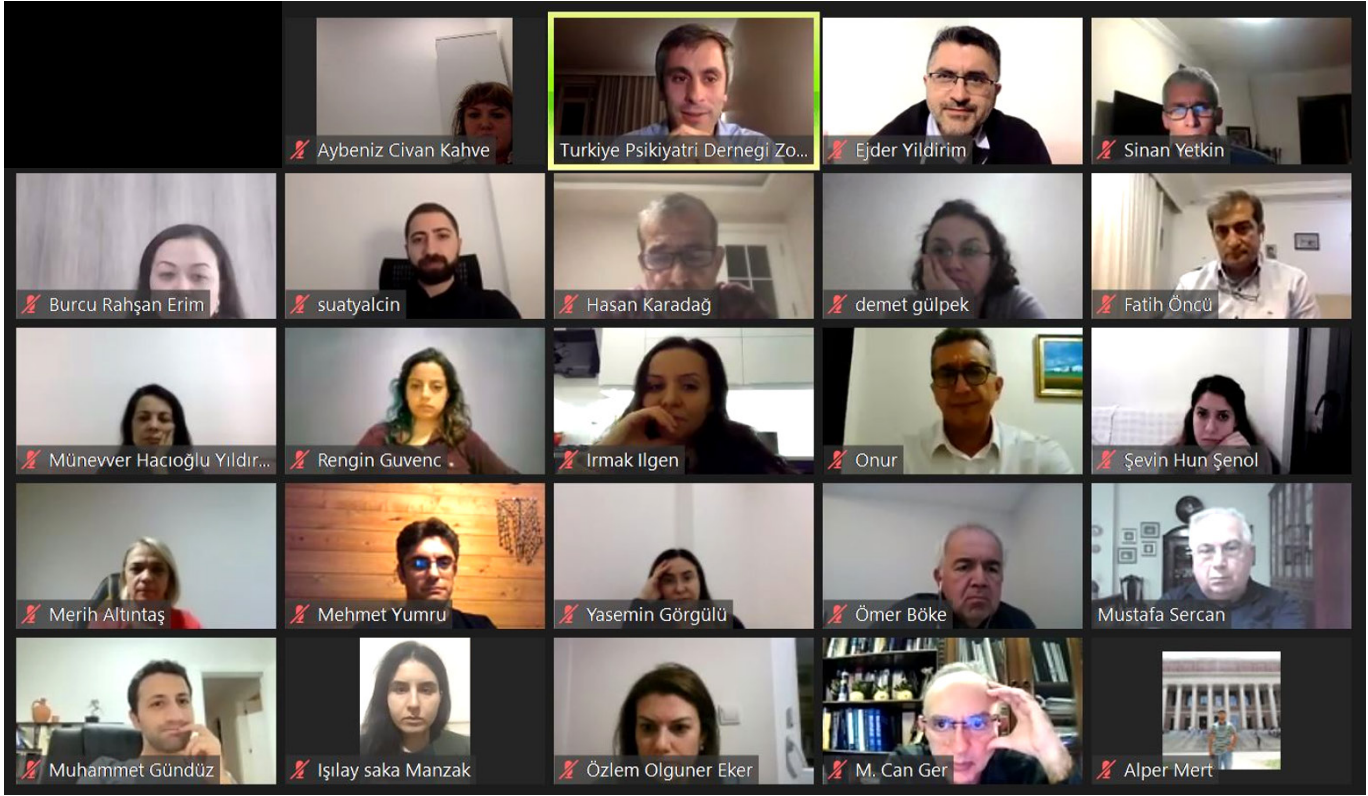 Aybeniz Civan Kahve
Turkiye Psikiyatri Dernegi Zo...
Ejder Yildirim
Sinan Yetkin
Burcu Rahşan Erim
suatyalcin
Hasan Karadağ
demet gülpek
Fatih Öncü
Münevver Hacıoğlu Yıldır...
Rengin Guvenc
Irmak Ilgen
Onur
Şevin Hun Şenol
Merih Altıntaş
Mehmet Yumru
Yasemin Görgülü
Ömer Böke
Mustafa Sercan
Muhammet Gündüz
Işılay saka Manzak
Özlem Olguner Eker
M. Can Ger
Alper Mert